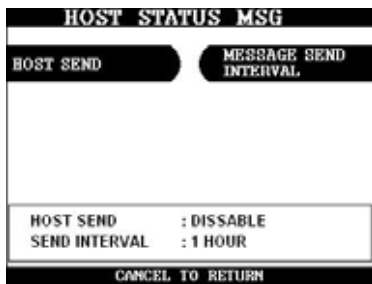 HOST STATUS MSG
HOST SEND
MESSAGE SEND
INTERVAL
HOST SEND : DISSABLE
SEND INTERVAL : 1 HOUR
CANCEL TO RETURN